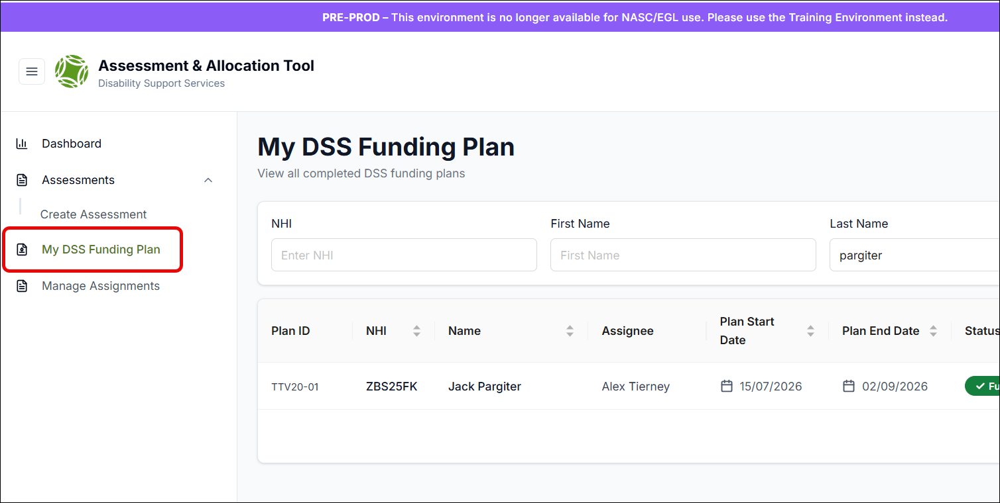 PRE-PROD – This environment is no longer available for NASC/EGL use. Please use the Training Environment instead.
Assessment & Allocation Tool
Disability Support Services
Dashboard
Assessments
Create Assessment
My DSS Funding Plan
Manage Assignments
My DSS Funding Plan
View all completed DSS funding plans
NHI First Name Last Name
Enter NHI First Name pargiter
Plan ID NHI Name Assignee Plan Start Date Plan End Date Status
TTV20-01 ZBS25FK Jack Pargiter Alex Tierney 15/07/2026 02/09/2026 Fu